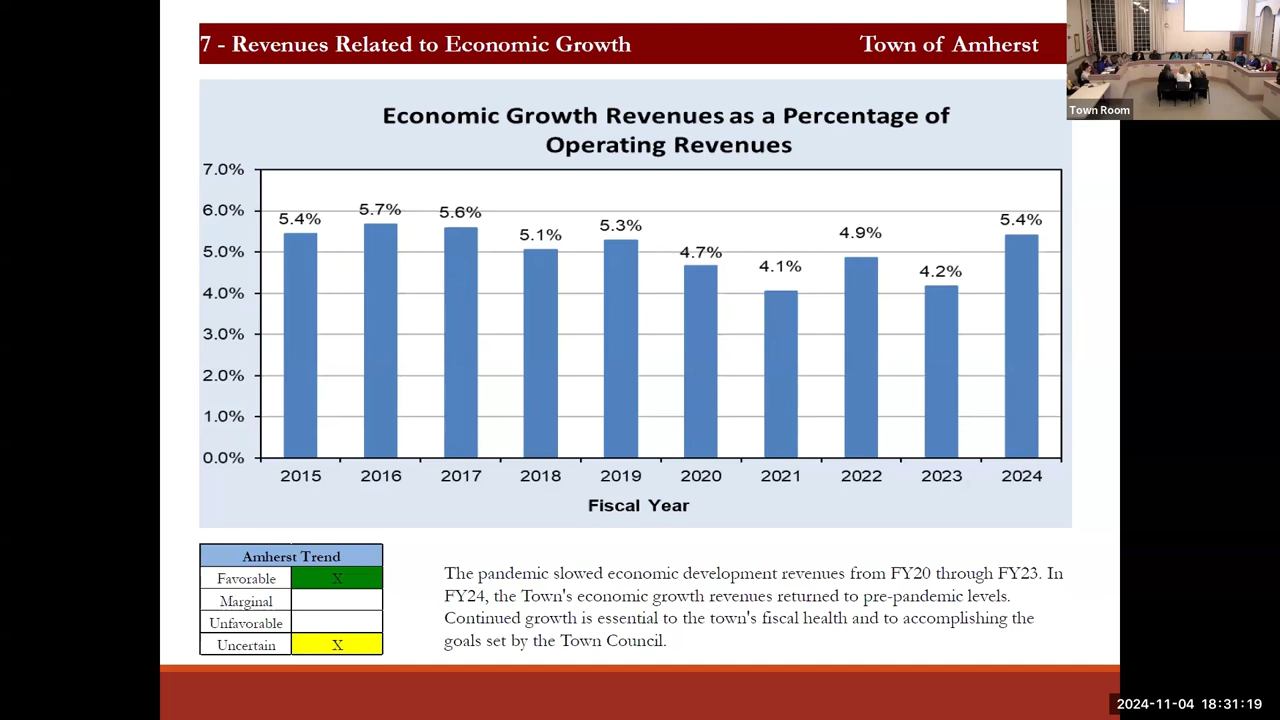 7 - Revenues Related to Economic Growth
Town of Amherst
Town Room
Economic Growth Revenues as a Percentage of
Operating Revenues
7.0%
6.0%
5.0%
4.0%
3.0%
2.0%
1.0%
0.0%
5.4%
5.7%
5.6%
5.1%
5.3%
4.7%
4.1%
4.9%
4.2%
5.4%
2015
2016
2017
2018
2019
2020
2021
2022
2023
2024
Fiscal Year
Amherst Trend
Favorable X
Marginal
Unfavorable
Uncertain X
The pandemic slowed economic development revenues from FY20 through FY23. In
FY24, the Town's economic growth revenues returned to pre-pandemic levels.
Continued growth is essential to the town's fiscal health and to accomplishing the
goals set by the Town Council.
2024-11-04 18:31:19